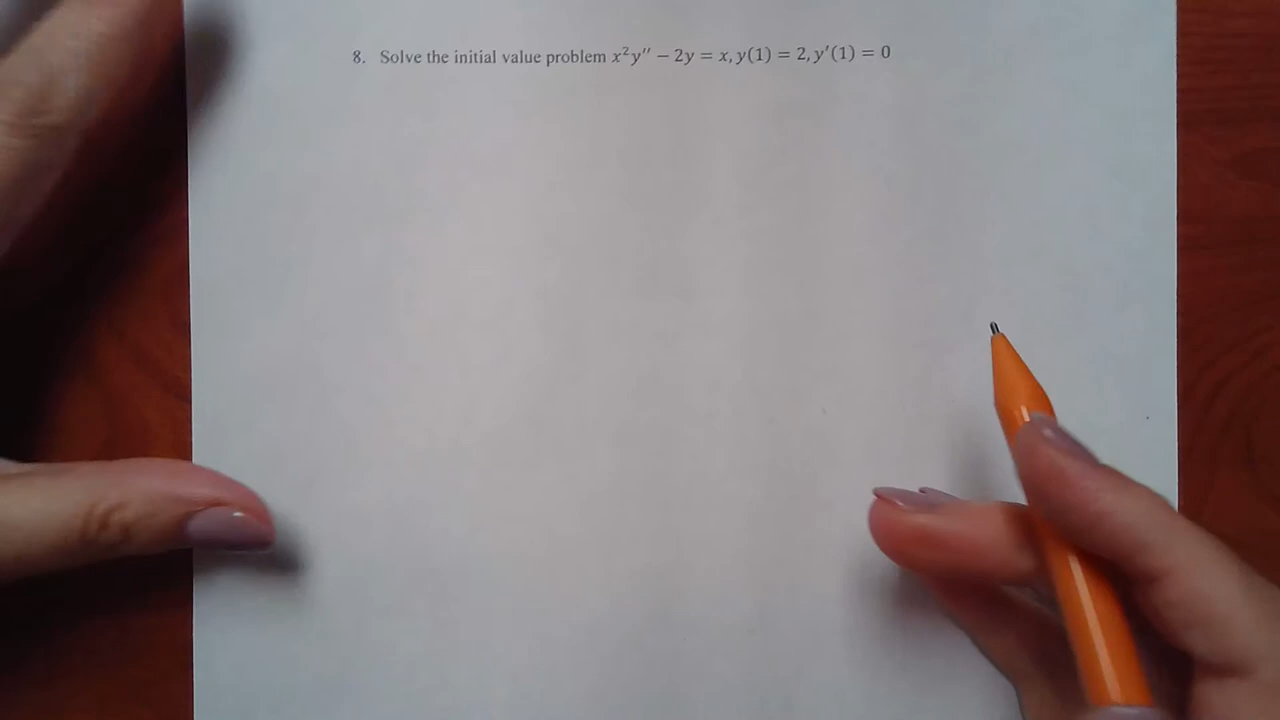 8. Solve the initial value problem x²y″ − 2y = x, y(1) = 2, y′(1) = 0